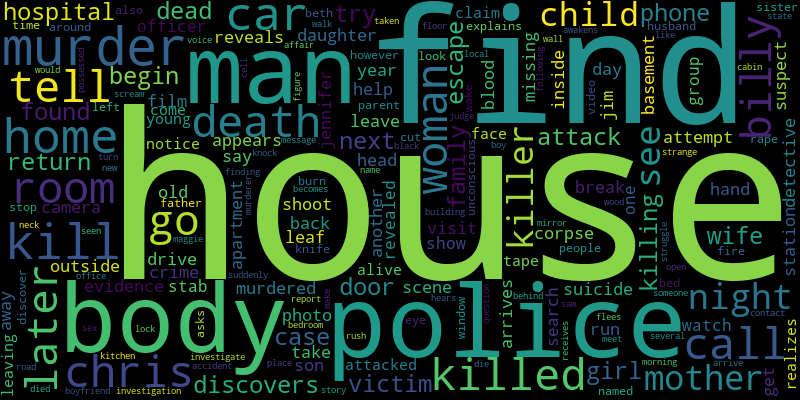 hospital also dead car try child phone sister
time around officer beth walk husband state like
murder reveals daughter taken escape claim explains
man find
voice affair however look floor local wall awakens
tell begin year cell possessed woman blood missing inside day basement group billy suspect
would film help scream parent figure wake video cabin
found come left young death leave cut black jennifer
home notice appears next head family face judge boy attack jim attempt rape
house
return turn new say knock message name unconscious killer strange
room old finding burn becomes another revealed visit break hand station detective
stop camera father shoot back corpse one see
go murderer leaf show building mirror people wood wife fire
kill neck seen maggie apartment knife alive tape following killing struggle
outside drive suddenly door scene suicide open
away later office crime murdered window hears behind saw bed someone night
discover evidence stab photo eye arrives search run watch
body police
leaving sex lock asks report make bedroom case rush question receives flees meet several call contact
chris kitchen investigate take attacked killed girl mother morning get realizes
road accident place son die arrive
died boyfriend investigation discovers story victim named